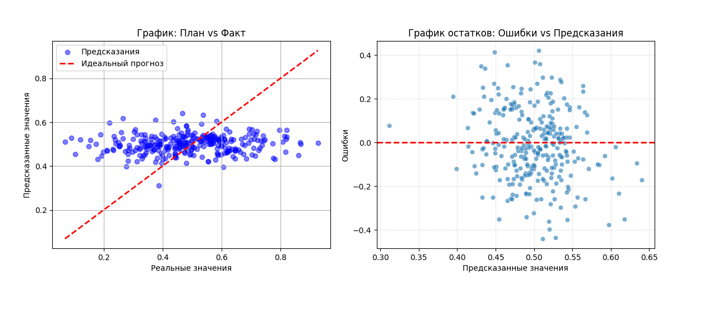 График: План vs Факт
Предсказания
Идеальный прогноз
Предсказанные значения
0.8
0.6
0.4
0.2
0.2
0.4
0.6
0.8
Реальные значения
График остатков: Ошибки vs Предсказания
Ошибки
0.4
0.2
0.0
−0.2
−0.4
0.30
0.35
0.40
0.45
0.50
0.55
0.60
0.65
Предсказанные значения